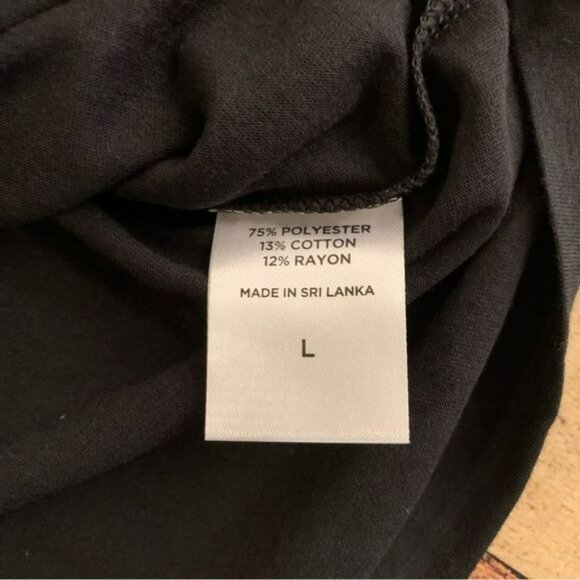 75% POLYESTER
13% COTTON
12% RAYON
MADE IN SRI LANKA
L